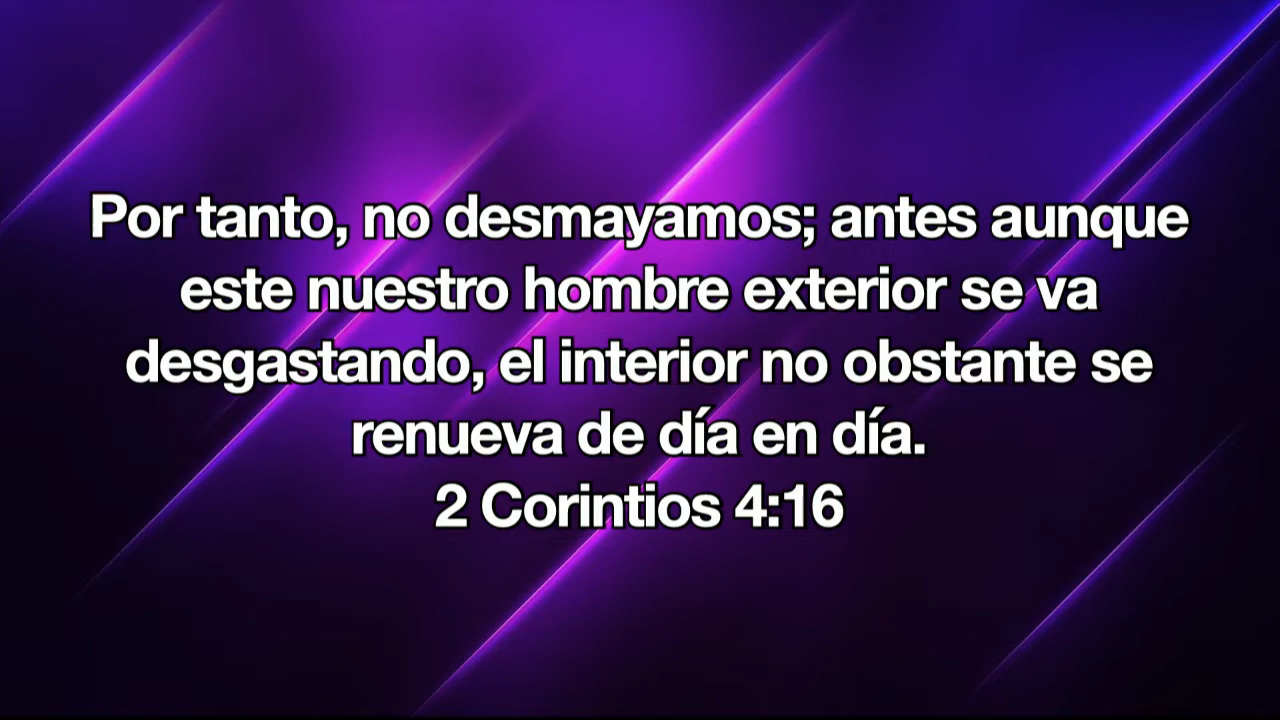 Por tanto, no desmayamos; antes aunque
este nuestro hombre exterior se va
desgastando, el interior no obstante se
renueva de día en día.
2 Corintios 4:16